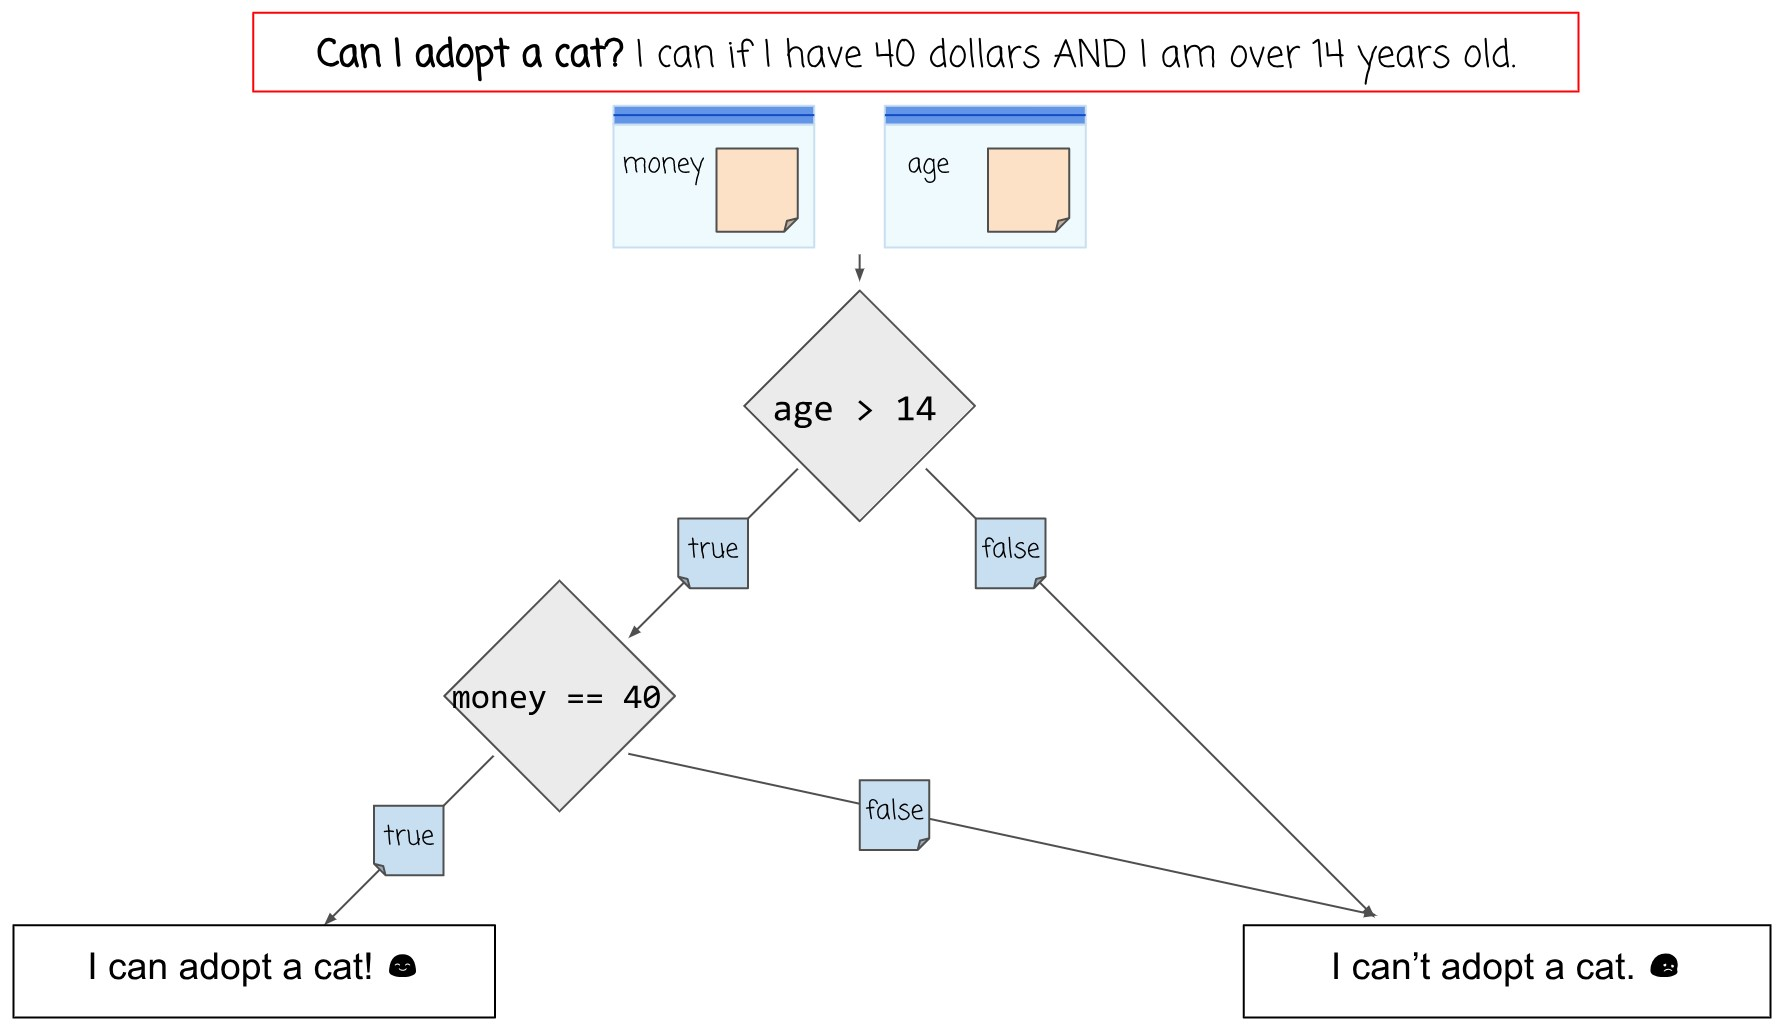 Can I adopt a cat? I can if I have 40 dollars AND I am over 14 years old.
money
age
age > 14
true
false
money == 40
false
true
I can adopt a cat!
I can’t adopt a cat.